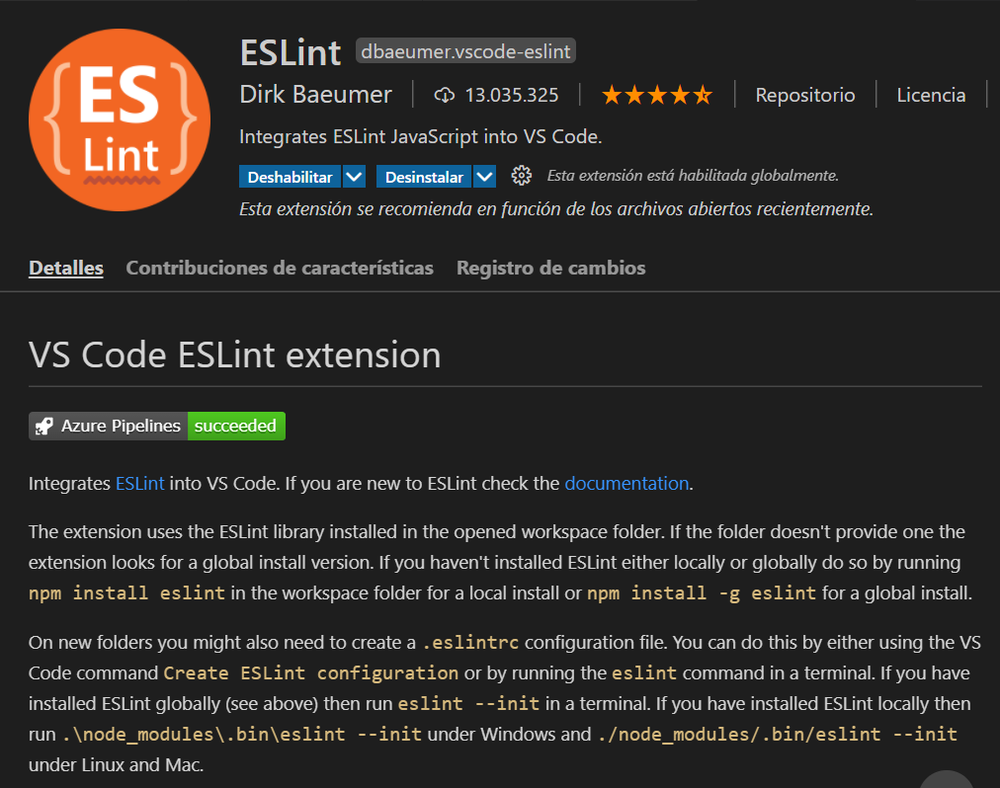 ES
Lint
ESLint dbaeumer.vscode-eslint
Dirk Baeumer 13.035.325 Repositorio Licencia
Integrates ESLint JavaScript into VS Code.
Deshabilitar Desinstalar Esta extensión está habilitada globalmente.
Esta extensión se recomienda en función de los archivos abiertos recientemente.
Detalles Contribuciones de características Registro de cambios
VS Code ESLint extension
Azure Pipelines succeeded
Integrates ESLint into VS Code. If you are new to ESLint check the documentation.
The extension uses the ESLint library installed in the opened workspace folder. If the folder doesn't provide one the
extension looks for a global install version. If you haven't installed ESLint either locally or globally do so by running
npm install eslint in the workspace folder for a local install or npm install -g eslint for a global install.
On new folders you might also need to create a .eslintrc configuration file. You can do this by either using the VS
Code command Create ESLint configuration or by running the eslint command in a terminal. If you have
installed ESLint globally (see above) then run eslint --init in a terminal. If you have installed ESLint locally then
run .\node_modules\.bin\eslint --init under Windows and ./node_modules/.bin/eslint --init
under Linux and Mac.